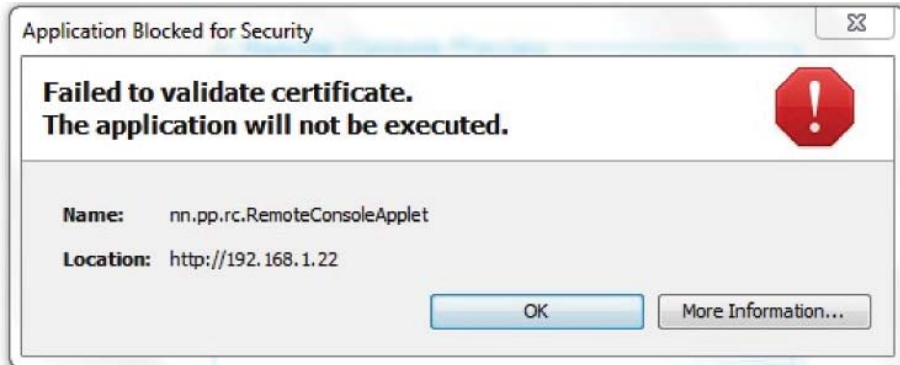 Application Blocked for Security
Failed to validate certificate.
The application will not be executed.
Name: nn.pp.rc.RemoteConsoleApplet
Location: http://192.168.1.22
OK More Information...